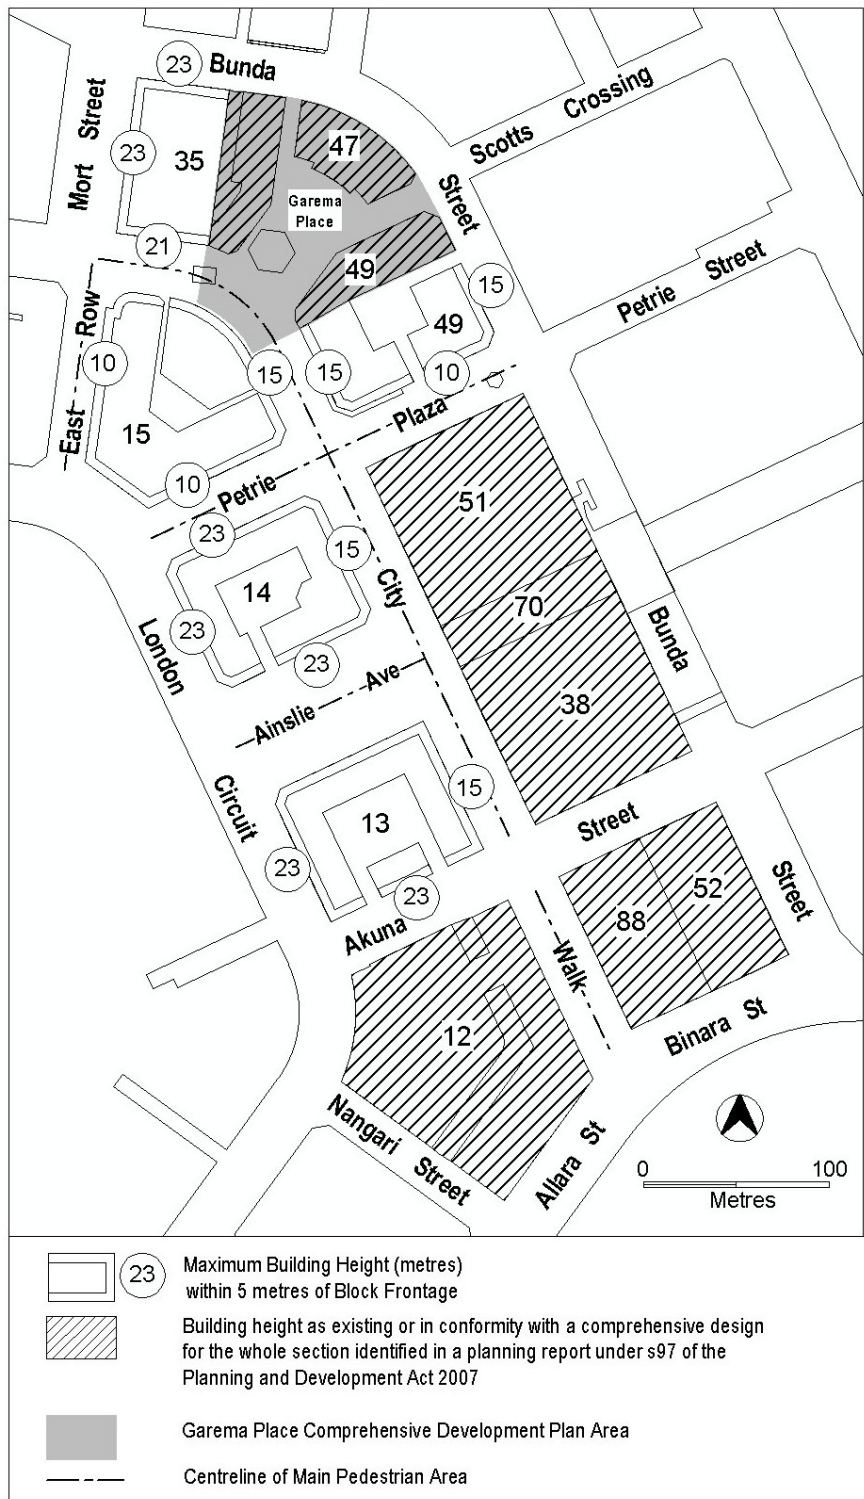 23
Bunda
Scotts Crossing
Mort Street
23
35
47
Street
Garema
Place
21
49
Petrie Street
15
49
East Row
10
15
15
10
15
Plaza
10
Petrie
51
23
15
City
14
70
London
23
23
Ave
Ainslie
Bunda
38
Circuit
15
13
Street
23
23
Akuna
52
Street
88
Walk
12
Binara St
Nangari Street
Allara St
0 100
Metres
23
Maximum Building Height (metres)
within 5 metres of Block Frontage
Building height as existing or in conformity with a comprehensive design
for the whole section identified in a planning report under s97 of the
Planning and Development Act 2007
Garema Place Comprehensive Development Plan Area
Centreline of Main Pedestrian Area